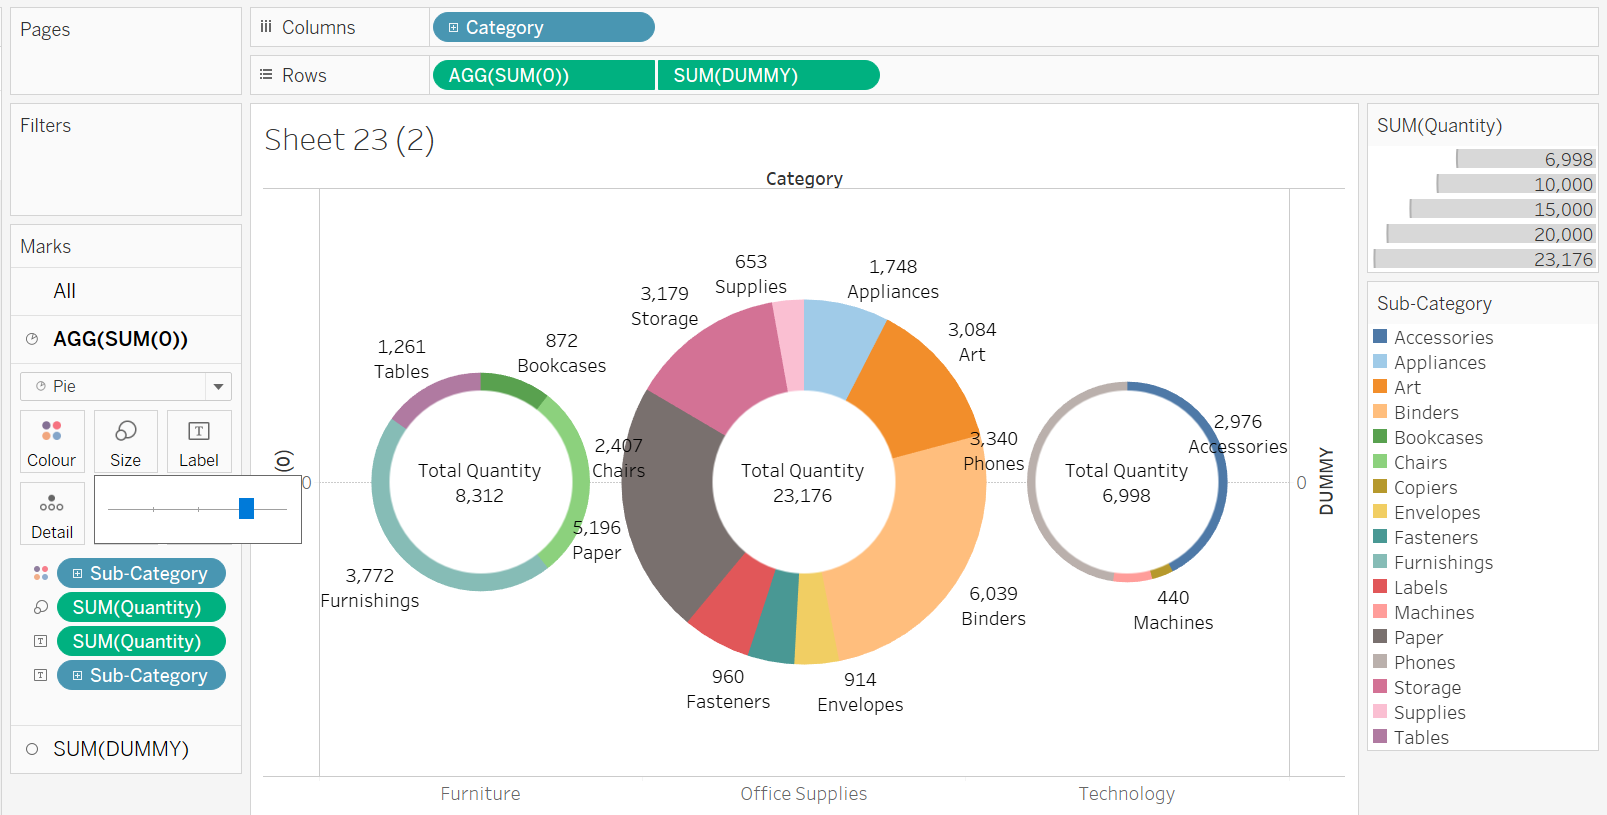 Pages
Columns
Category
Rows
AGG(SUM(0))
SUM(DUMMY)
Filters
Marks
All
AGG(SUM(0))
Pie
Colour
Size
Label
Detail
Sub-Category
SUM(Quantity)
SUM(Quantity)
Sub-Category
SUM(DUMMY)
Sheet 23 (2)
Category
(0)
0
1,261
Tables
872
Bookcases
2,407
Chairs
3,772
Furnishings
Total Quantity
8,312
653
Supplies
1,748
Appliances
3,179
Storage
3,084
Art
5,196
Paper
6,039
Binders
960
Fasteners
914
Envelopes
Total Quantity
23,176
3,340
Phones
2,976
Accessories
440
Machines
Total Quantity
6,998
0
DUMMY
Furniture
Office Supplies
Technology
SUM(Quantity)
6,998
10,000
15,000
20,000
23,176
Sub-Category
Accessories
Appliances
Art
Binders
Bookcases
Chairs
Copiers
Envelopes
Fasteners
Furnishings
Labels
Machines
Paper
Phones
Storage
Supplies
Tables